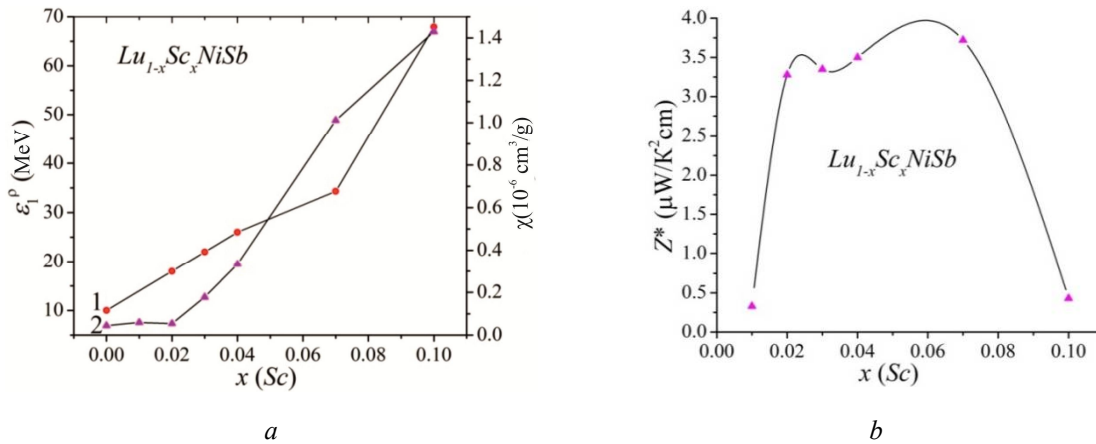 70
60
50
40
30
20
10
ε₁ᵖ (MeV)
Lu₁₋ₓScₓNiSb
1
2
1.4
1.2
1.0
0.8
0.6
0.4
0.2
0.0
χ(10⁻⁶ cm³/g)
0.00 0.02 0.04 0.06 0.08 0.10
x (Sc)
a
4.0
3.5
3.0
2.5
2.0
1.5
1.0
0.5
0.0
Z* (μW/K²cm)
Lu₁₋ₓScₓNiSb
0.00 0.02 0.04 0.06 0.08 0.10
x (Sc)
b